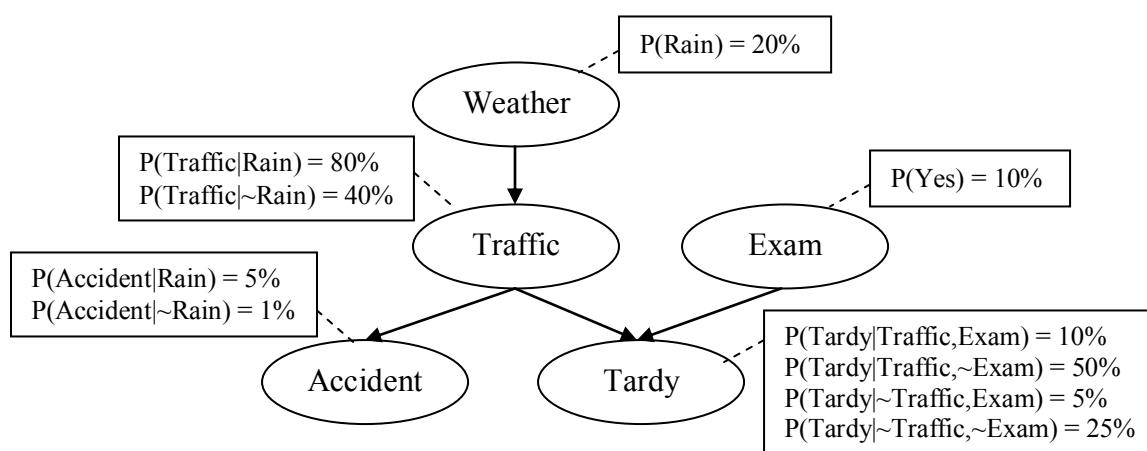 P(Rain) = 20%
Weather
P(Traffic|Rain) = 80%
P(Traffic|~Rain) = 40%
P(Yes) = 10%
Traffic
Exam
P(Accident|Rain) = 5%
P(Accident|~Rain) = 1%
P(Tardy|Traffic,Exam) = 10%
P(Tardy|Traffic,~Exam) = 50%
P(Tardy|~Traffic,Exam) = 5%
P(Tardy|~Traffic,~Exam) = 25%
Accident
Tardy